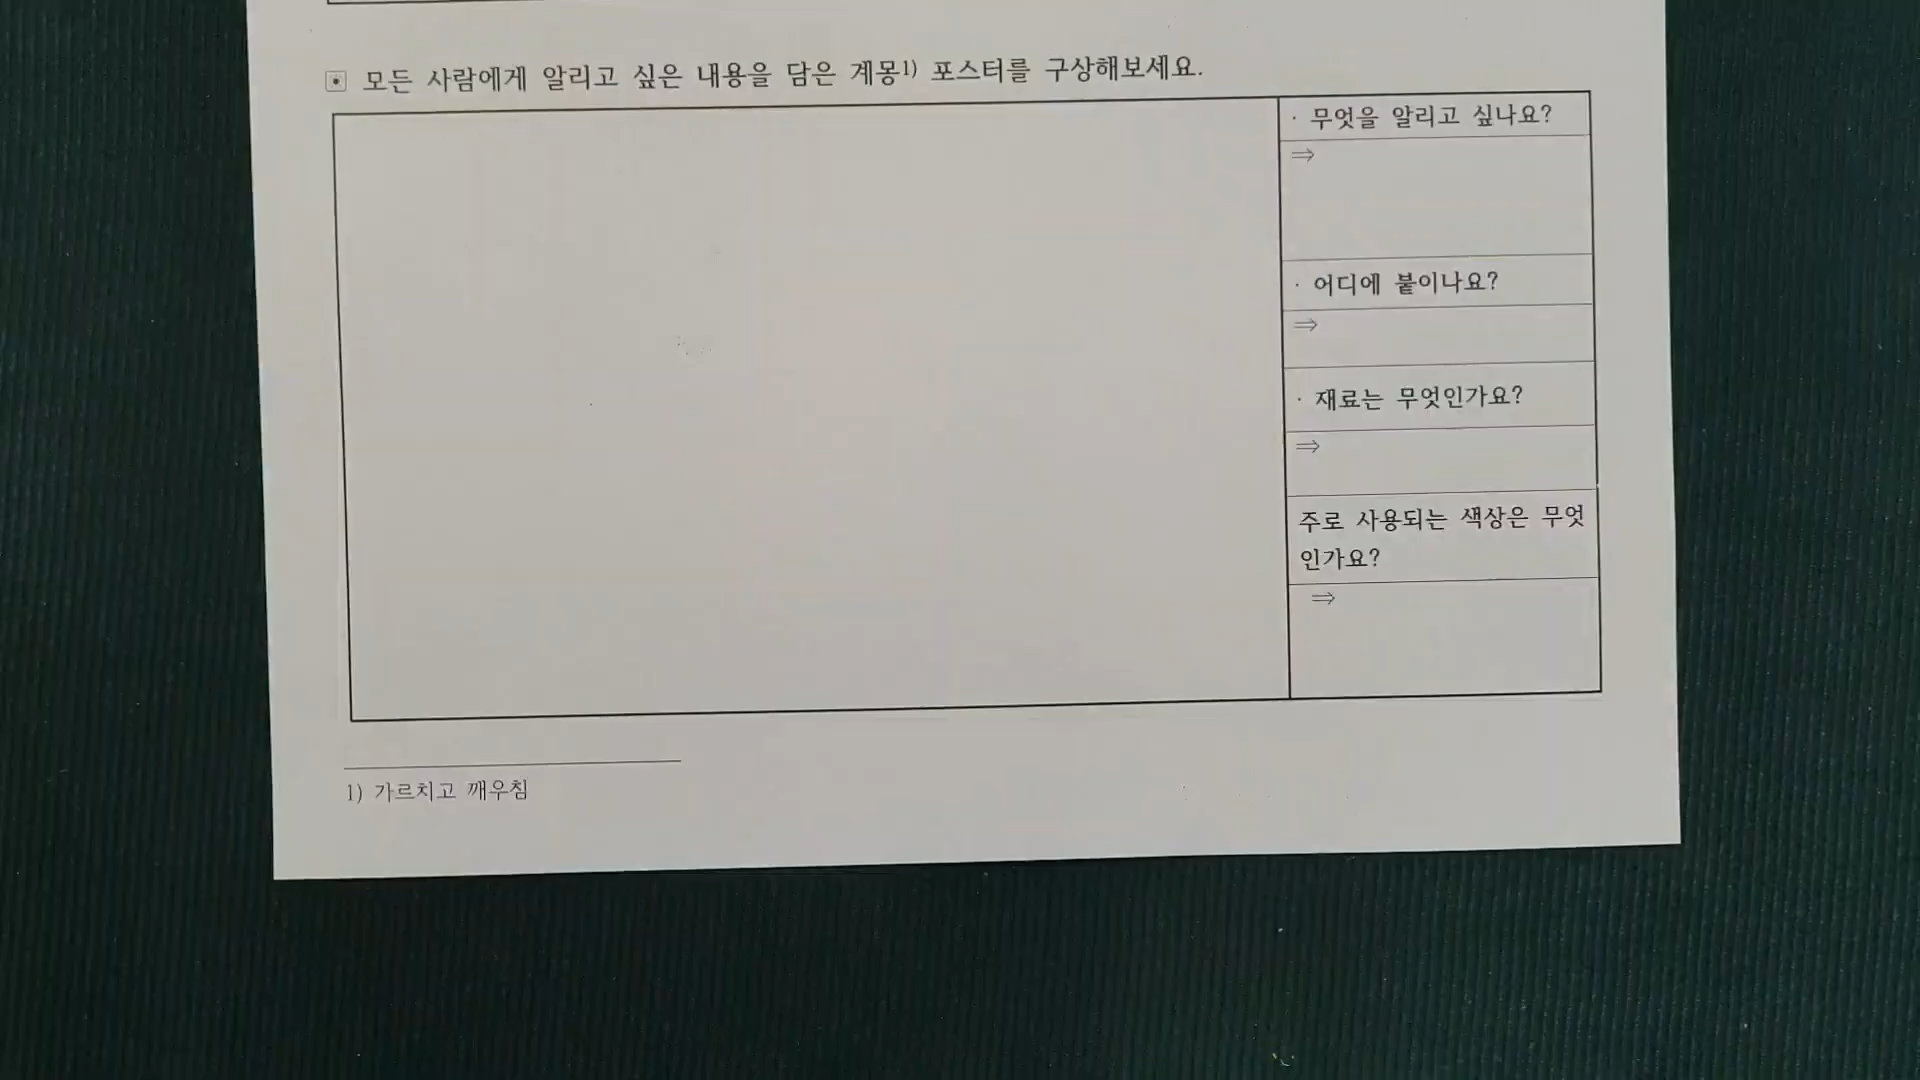 ▣ 모든 사람에게 알리고 싶은 내용을 담은 계몽1) 포스터를 구상해보세요.
· 무엇을 알리고 싶나요?
⇒
· 어디에 붙이나요?
⇒
· 재료는 무엇인가요?
⇒
주로 사용되는 색상은 무엇
인가요?
⇒
1) 가르치고 깨우침